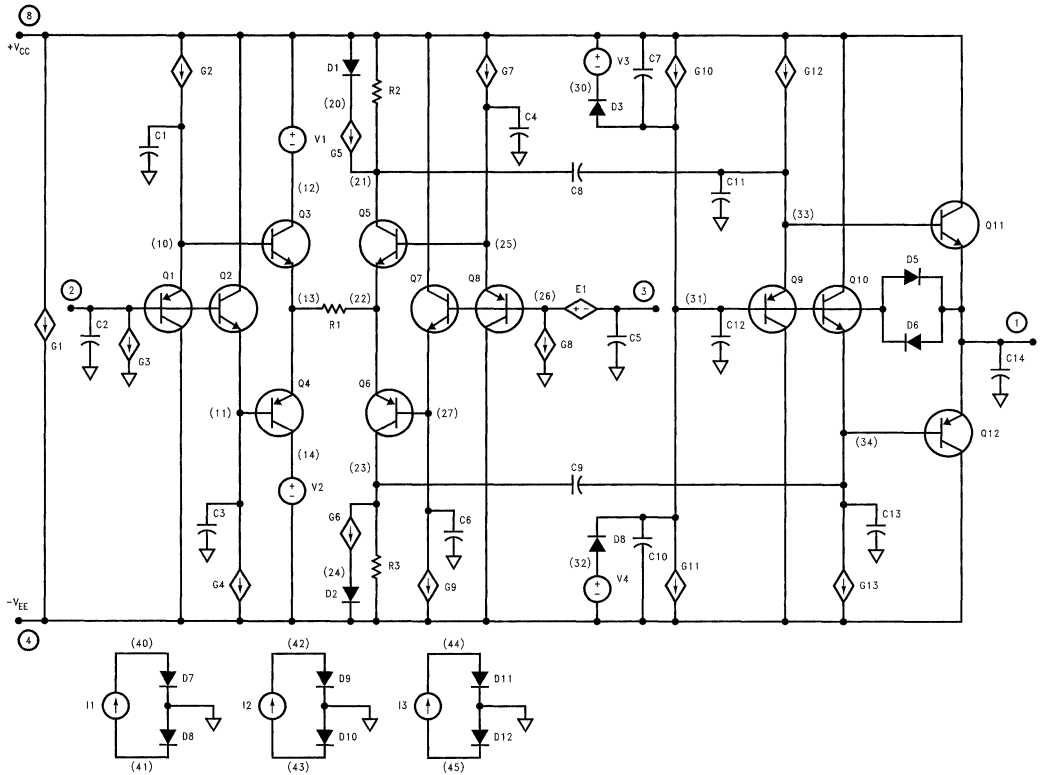 8
+VCC
G2
D1
(20)
R2
G7
V3
(30)
D3
C7
G10
G12
C1
V1
G5
C4
(12)
(21)
C8
C11
Q3
Q5
(33)
Q11
(10)
(25)
2
Q1
Q2
Q7
Q8
(26)
E1
3
(31)
Q9
Q10
D5
(13)
(22)
R1
1
G1
C2
G3
G8
C5
C12
D6
C14
Q4
Q6
(11)
(27)
(34)
Q12
(14)
(23)
C9
V2
C3
G6
C6
D8
C10
C13
(24)
(32)
G4
R3
D2
G9
V4
G11
G13
-VEE
4
(40)
(42)
(44)
D7
D9
D11
I1
I2
I3
D8
D10
D12
(41)
(43)
(45)